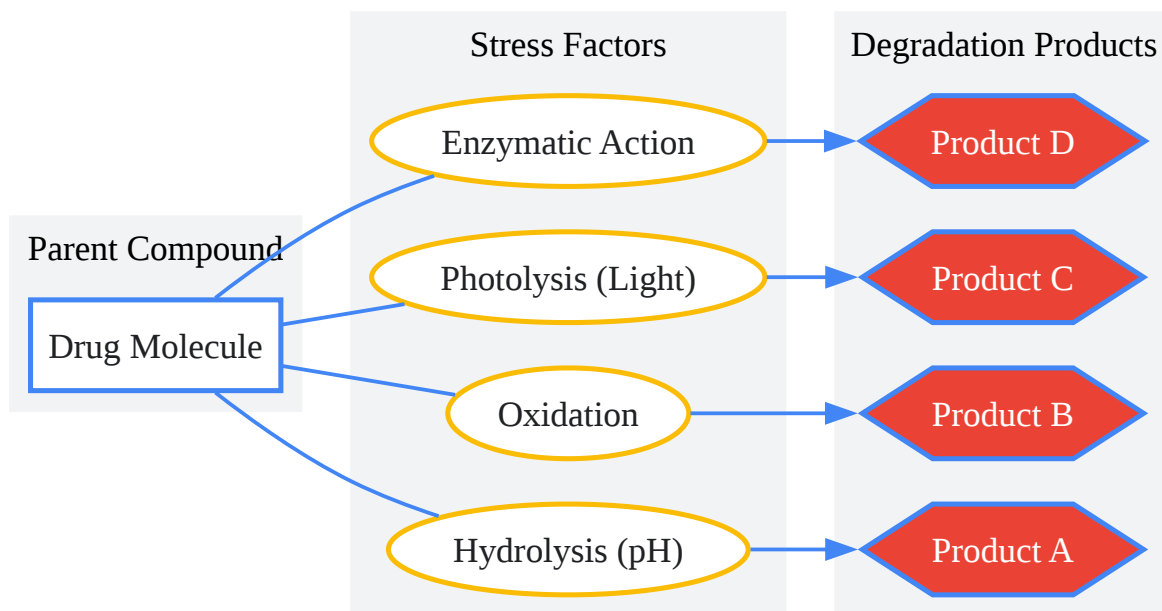 Stress Factors
Degradation Products
Enzymatic Action
Product D
Parent Compound
Photolysis (Light)
Product C
Drug Molecule
Oxidation
Product B
Hydrolysis (pH)
Product A